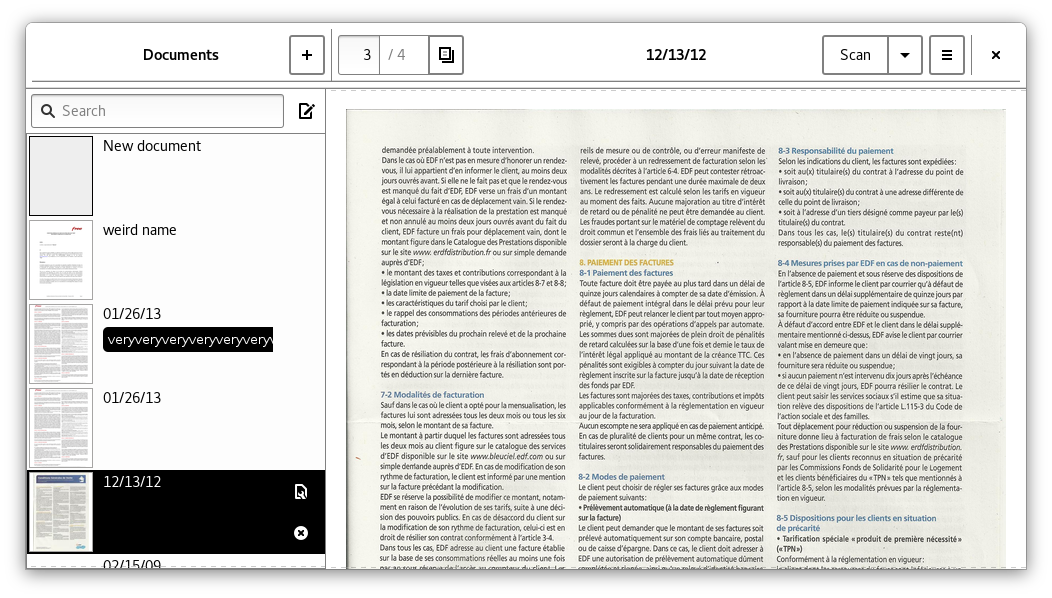 Documents
+
3 / 4
12/13/12
Scan
Search
New document
weird name
01/26/13
veryveryveryveryveryv
01/26/13
12/13/12
02/15/09
demandée préalablement à toute intervention.
Dans le cas où EDF n'est pas en mesure d'honorer un rendez-
vous, il lui appartient d'en informer le client, au moins deux
jours ouvrés avant. Si elle ne le fait pas et que le rendez-vous
est manqué du fait d'EDF, EDF verse un frais d'un montant
égal à celui facturé en cas de déplacement vain. Si le rendez-
vous nécessaire à la réalisation de la prestation est manqué
et non annulé au moins deux jours ouvrés avant du fait du
client, EDF facture un frais pour déplacement vain, dont le
montant figure dans le Catalogue des Prestations disponible
sur le site www. erdfdistribution.fr ou sur simple demande
auprès d'EDF;
• le montant des taxes et contributions correspondant à la
législation en vigueur telles que visées aux articles 8-7 et 8-8;
• la date limite de paiement de la facture;
• les caractéristiques du tarif choisi par le client;
• le rappel des consommations des périodes antérieures de
facturation;
• les dates prévisibles du prochain relevé et de la prochaine
facture.
En cas de résiliation du contrat, les frais d'abonnement cor-
respondant à la période postérieure à la résiliation sont por-
tés en déduction sur la dernière facture.
7-2 Modalités de facturation
Sauf dans le cas où le client a opté pour la mensualisation, les
factures lui sont adressées tous les deux mois ou tous les six
mois, selon le montant de sa facture.
Le montant à partir duquel les factures sont adressées tous
les deux mois au client figure sur le catalogue des services
d'EDF disponible sur le site www.bleuciel.edf.com ou sur
simple demande auprès d'EDF. En cas de modification de son
rythme de facturation, le client est informé par une mention
sur la facture précédant la modification.
EDF se réserve la possibilité de modifier ce montant, notam-
ment en raison de l'évolution de ses tarifs, suite à une déci-
sion des pouvoirs publics. En cas de désaccord du client sur
la modification de son rythme de facturation, celui-ci est en
droit de résilier son contrat conformément à l'article 3-4.
Dans tous les cas, EDF adresse au client une facture établie
sur la base de ses consommations réelles au moins une fois
par an sous réserve de l'accès au compteur du client. Les
reils de mesure ou de contrôle, ou d'erreur manifeste de
relevé, procéder à un redressement de facturation selon les
modalités décrites à l'article 6-4. EDF peut contester rétroac-
tivement les factures pendant une durée maximale de deux
ans. Le redressement est calculé selon les tarifs en vigueur
au moment des faits. Aucune majoration au titre d'intérêt
de retard ou de pénalité ne peut être demandée au client.
Les fraudes portant sur le matériel de comptage relèvent du
droit commun et l'ensemble des frais liés au traitement du
dossier seront à la charge du client.
8. PAIEMENT DES FACTURES
8-1 Paiement des factures
Toute facture doit être payée au plus tard dans un délai de
quinze jours calendaires à compter de sa date d'émission. À
défaut de paiement intégral dans le délai prévu pour leur
règlement, EDF peut relancer le client par tout moyen appro-
prié, y compris par des opérations d'appels par automate.
Les sommes dues sont majorées de plein droit de pénalités
de retard calculées sur la base d'une fois et demie le taux de
l'intérêt légal appliqué au montant de la créance TTC. Ces
pénalités sont exigibles à compter du jour suivant la date de
règlement inscrite sur la facture jusqu'à la date de réception
des fonds par EDF.
Les factures sont majorées des taxes, contributions et impôts
applicables conformément à la réglementation en vigueur
au jour de la facturation.
Aucun escompte ne sera appliqué en cas de paiement anticipé.
En cas de pluralité de clients pour un même contrat, les co-
titulaires seront solidairement responsables du paiement des
factures.
8-2 Modes de paiement
Le client peut choisir de régler ses factures grâce aux modes
de paiement suivants:
• Prélèvement automatique (à la date de règlement figurant
sur la facture)
Le client peut demander que le montant de ses factures soit
prélevé automatiquement sur son compte bancaire, postal
ou de caisse d'épargne. Dans ce cas, le client doit adresser à
EDF une autorisation de prélèvement automatique dûment
8-3 Responsabilité du paiement
Selon les indications du client, les factures sont expédiées:
• soit au(x) titulaire(s) du contrat à l'adresse du point de
livraison;
• soit au(x) titulaire(s) du contrat à une adresse différente de
celle du point de livraison;
• soit à l'adresse d'un tiers désigné comme payeur par le(s)
titulaire(s) du contrat.
Dans tous les cas, le(s) titulaire(s) du contrat reste(nt)
responsable(s) du paiement des factures.
8-4 Mesures prises par EDF en cas de non-paiement
En l'absence de paiement et sous réserve des dispositions de
l'article 8-5, EDF informe le client par courrier qu'à défaut de
règlement dans un délai supplémentaire de quinze jours par
rapport à la date limite de paiement indiquée sur sa facture,
sa fourniture pourra être réduite ou suspendue.
À défaut d'accord entre EDF et le client dans le délai supplé-
mentaire mentionné ci-dessus, EDF avise le client par courrier
valant mise en demeure que:
• en l'absence de paiement dans un délai de vingt jours, sa
fourniture sera réduite ou suspendue;
• si aucun paiement n'est intervenu dix jours après l'échéance
de ce délai de vingt jours, EDF pourra résilier le contrat. Le
client peut saisir les services sociaux s'il estime que sa situa-
tion relève des dispositions de l'article L.115-3 du Code de
l'action sociale et des familles.
Tout déplacement pour réduction ou suspension de la four-
niture donne lieu à facturation de frais selon le catalogue
des Prestations disponible sur le site www. erdfdistribution.
fr, sauf pour les clients reconnus en situation de précarité
par les Commissions Fonds de Solidarité pour le Logement
et les clients bénéficiaires du «TPN» tels que mentionnés à
l'article 8-5, selon les modalités prévues par la réglementa-
tion en vigueur.
8-5 Dispositions pour les clients en situation
de précarité
• Tarification spéciale «produit de première nécessité»
(«TPN»)
Conformément à la réglementation en vigueur: